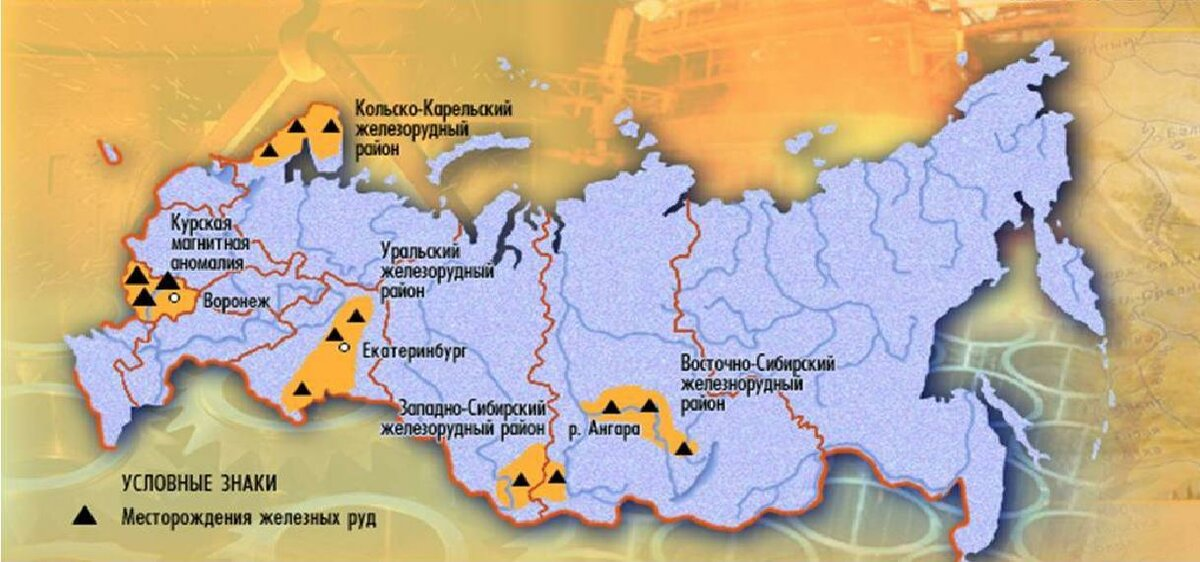 Кольско-Карельский
железорудный
район
Курская
магнитная
аномалия
Воронеж
Уральский
железорудный
район
Екатеринбург
Западно-Сибирский
железорудный район
р. Ангара
Восточно-Сибирский
железнорудный
район
УСЛОВНЫЕ ЗНАКИ
Месторождения железных руд